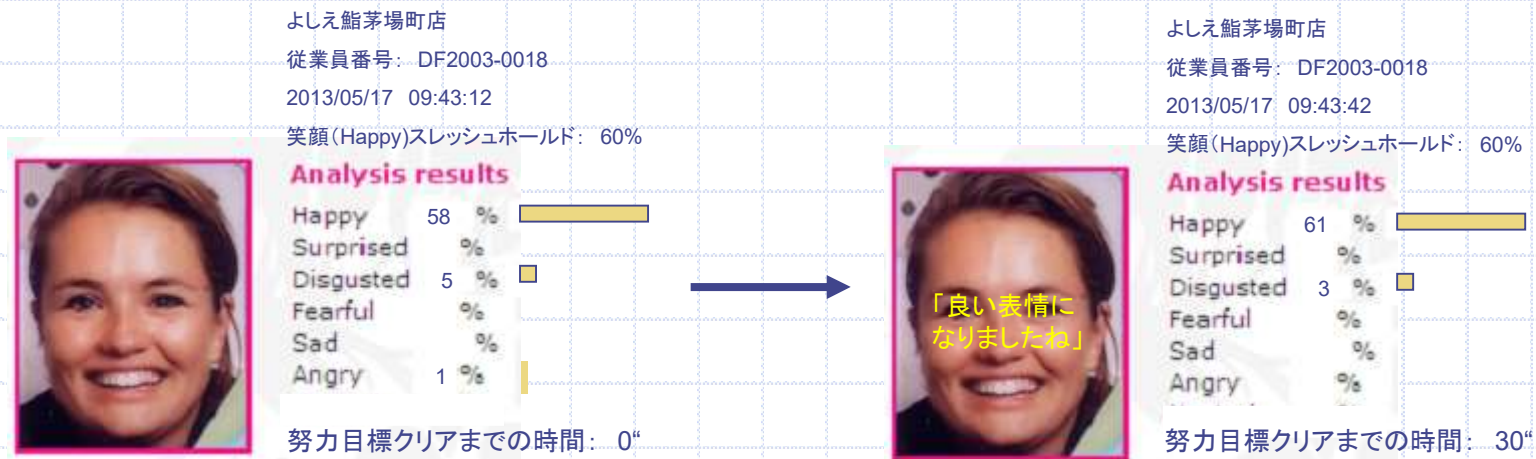 よしえ鮨茅場町店
従業員番号： DF2003-0018
2013/05/17 09:43:12
笑顔（Happy)スレッシュホールド： 60%
Analysis results
Happy 58 %
Surprised %
Disgusted 5 %
Fearful %
Sad %
Angry 1 %
努力目標クリアまでの時間： 0“
よしえ鮨茅場町店
従業員番号： DF2003-0018
2013/05/17 09:43:42
笑顔（Happy)スレッシュホールド： 60%
Analysis results
Happy 61 %
Surprised %
Disgusted 3 %
Fearful %
Sad %
Angry %
「良い表情に
なりましたね」
努力目標クリアまでの時間： 30“